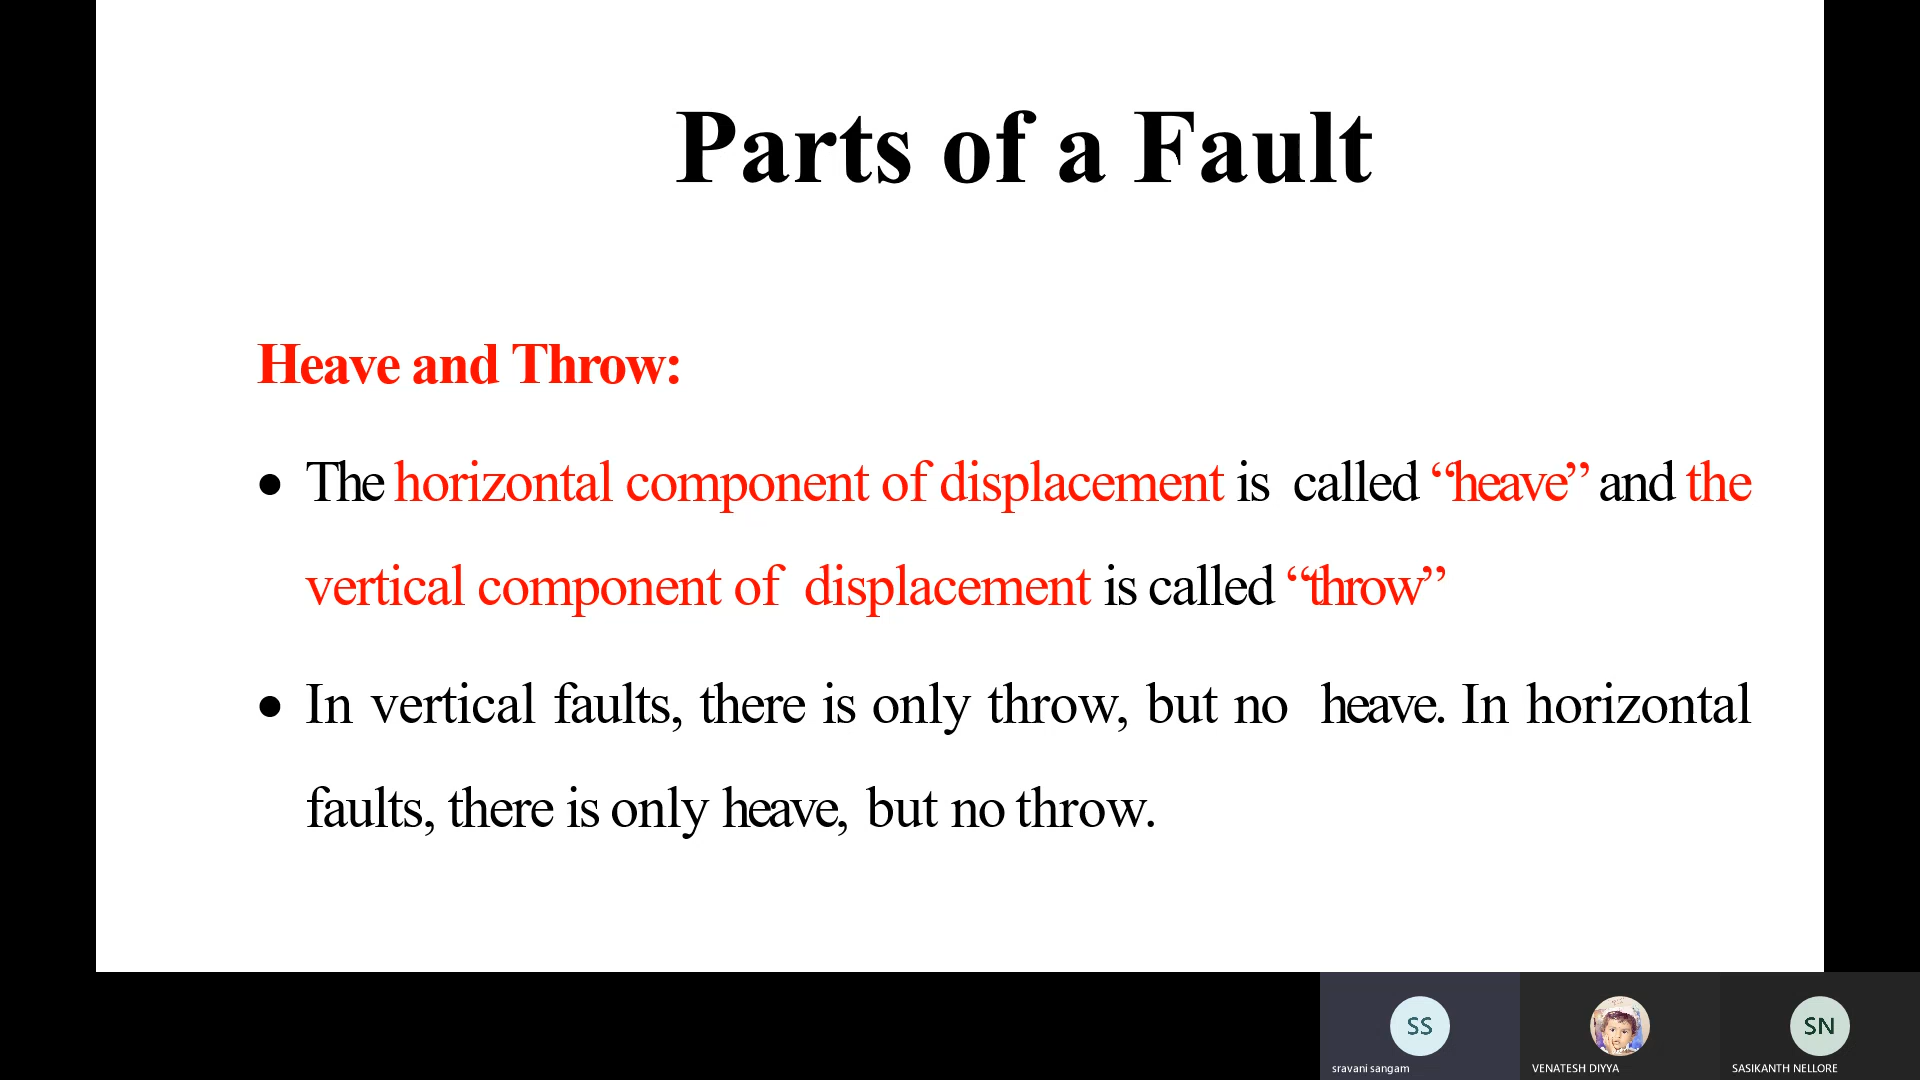 Parts of a Fault
Heave and Throw:
• The horizontal component of displacement is called “heave” and the
vertical component of displacement is called “throw”
• In vertical faults, there is only throw, but no heave. In horizontal
faults, there is only heave, but no throw.
SS
SN
sravani sangam
VENATESH DIYYA
SASIKANTH NELLORE